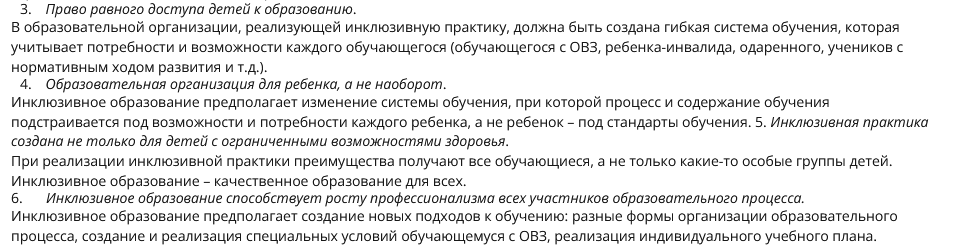 3. Право равного доступа детей к образованию.
В образовательной организации, реализующей инклюзивную практику, должна быть создана гибкая система обучения, которая
учитывает потребности и возможности каждого обучающегося (обучающегося с ОВЗ, ребенка-инвалида, одаренного, учеников с
нормативным ходом развития и т.д.).
4. Образовательная организация для ребенка, а не наоборот.
Инклюзивное образование предполагает изменение системы обучения, при которой процесс и содержание обучения
подстраивается под возможности и потребности каждого ребенка, а не ребенок – под стандарты обучения. 5. Инклюзивная практика
создана не только для детей с ограниченными возможностями здоровья.
При реализации инклюзивной практики преимущества получают все обучающиеся, а не только какие-то особые группы детей.
Инклюзивное образование – качественное образование для всех.
6. Инклюзивное образование способствует росту профессионализма всех участников образовательного процесса.
Инклюзивное образование предполагает создание новых подходов к обучению: разные формы организации образовательного
процесса, создание и реализация специальных условий обучающемуся с ОВЗ, реализация индивидуального учебного плана.